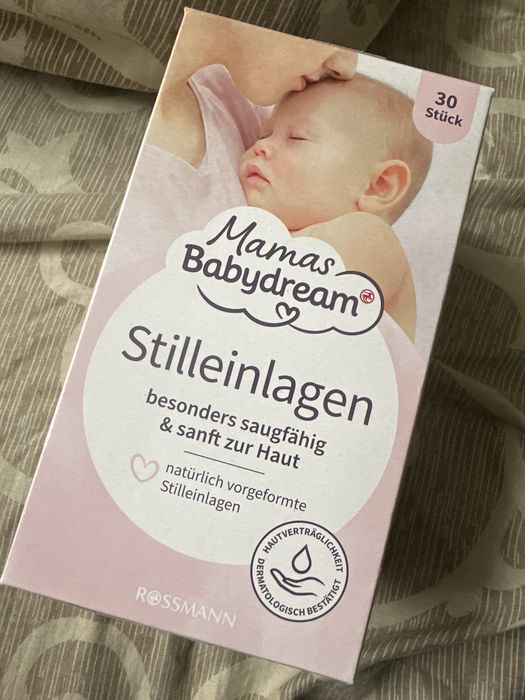 30
Stück
Mamas
Babydream
Stilleinlagen
besonders saugfähig
& sanft zur Haut
natürlich vorgeformte
Stilleinlagen
HAUTVERTRÄGLICHKEIT
DERMATOLOGISCH BESTÄTIGT
ROSSMANN